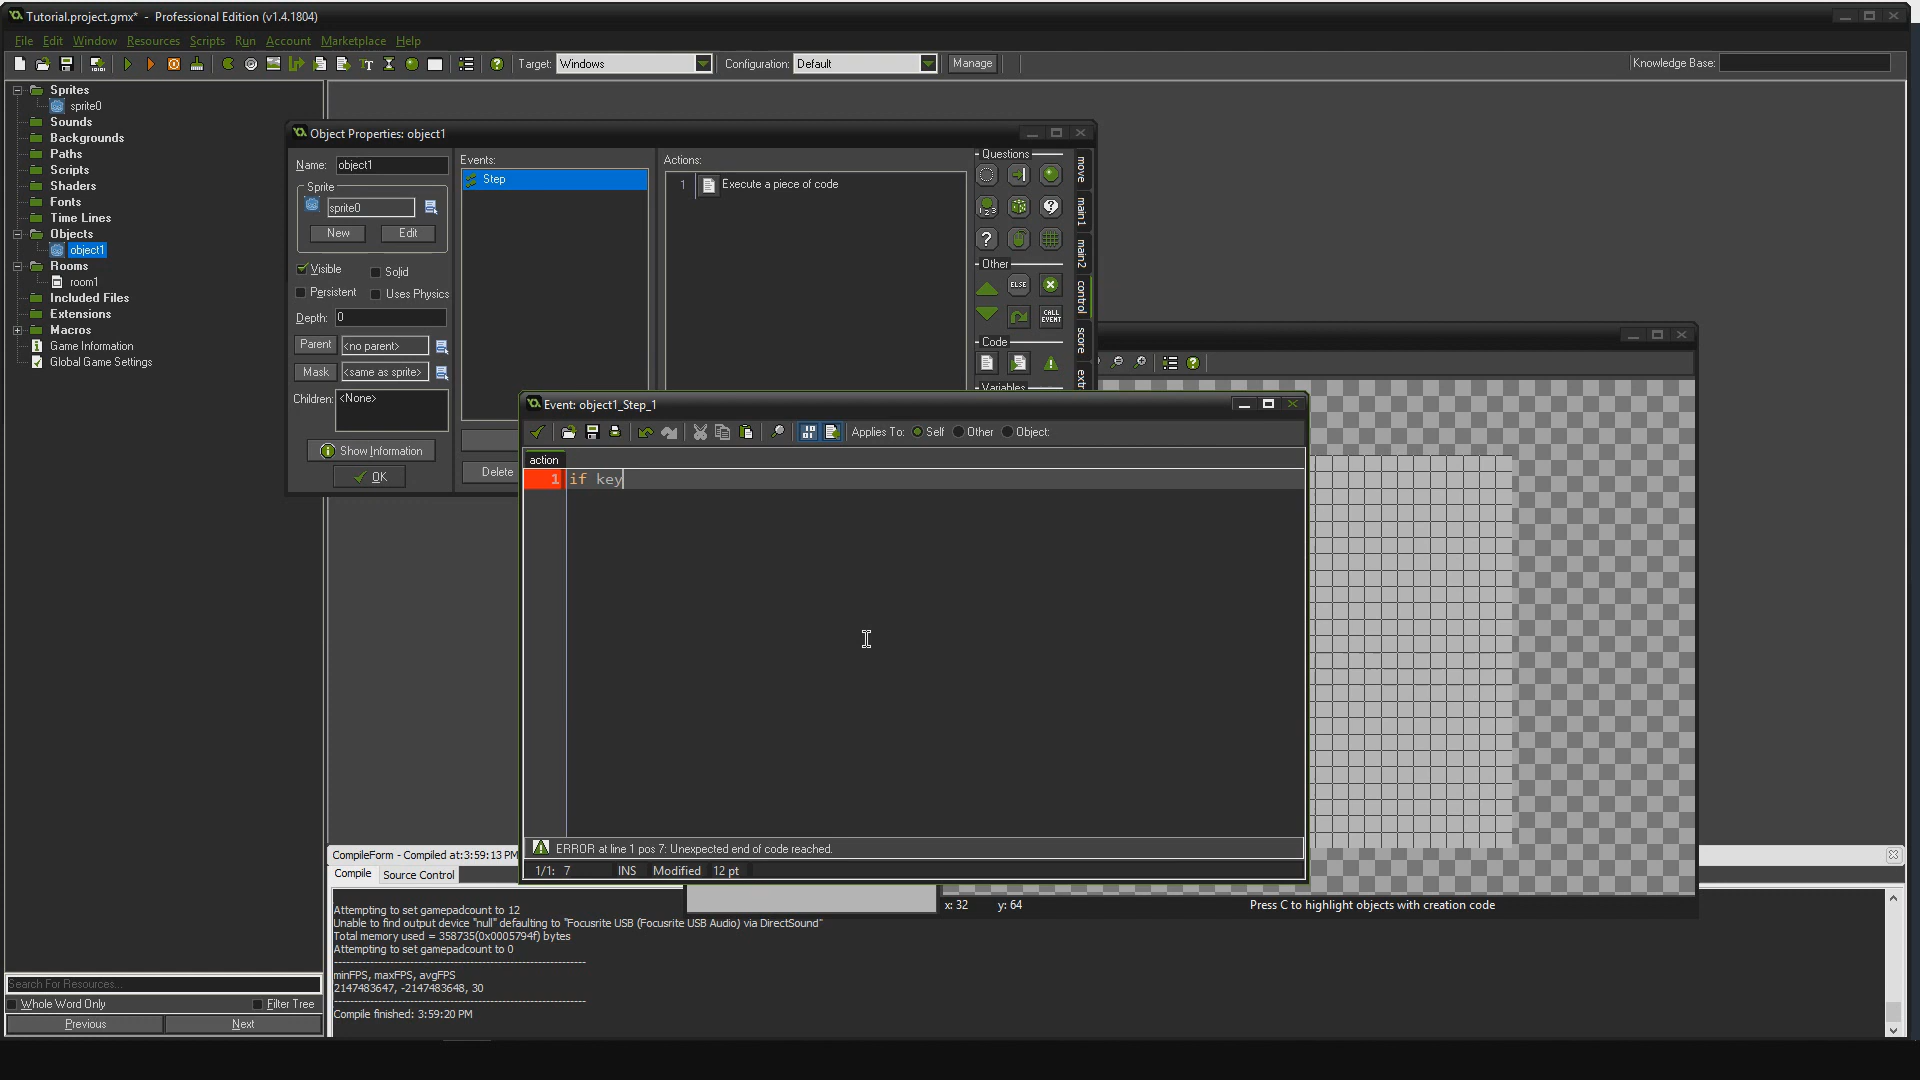 Tutorial.project.gmx* - Professional Edition (v1.4.1804)
File Edit Window Resources Scripts Run Account Marketplace Help
Target: Windows Configuration: Default Manage Knowledge Base:
Sprites
sprite0
Sounds
Backgrounds
Paths
Scripts
Shaders
Fonts
Time Lines
Objects
object1
Rooms
room1
Included Files
Extensions
Macros
Game Information
Global Game Settings
Search For Resources...
Whole Word Only Filter Tree
Previous Next
Object Properties: object1
Name: object1
Sprite
sprite0
New Edit
Visible Solid
Persistent Uses Physics
Depth: 0
Parent <no parent>
Mask <same as sprite>
Children: <None>
Show Information
OK
Events:
Step
Delete
Actions:
1 Execute a piece of code
Questions
Other
ELSE
CALL EVENT
Code
Variables
move
main1
main2
control
score
extr
Event: object1_Step_1
Applies To: Self Other Object:
action
1 if key
ERROR at line 1 pos 7: Unexpected end of code reached.
1/1: 7 INS Modified 12 pt
x: 32 y: 64 Press C to highlight objects with creation code
CompileForm - Compiled at:3:59:13 PM
Compile Source Control
Attempting to set gamepadcount to 12
Unable to find output device "null" defaulting to "Focusrite USB (Focusrite USB Audio) via DirectSound"
Total memory used = 358735(0x0005794f) bytes
Attempting to set gamepadcount to 0
minFPS, maxFPS, avgFPS
2147483647, -2147483648, 30
Compile finished: 3:59:20 PM